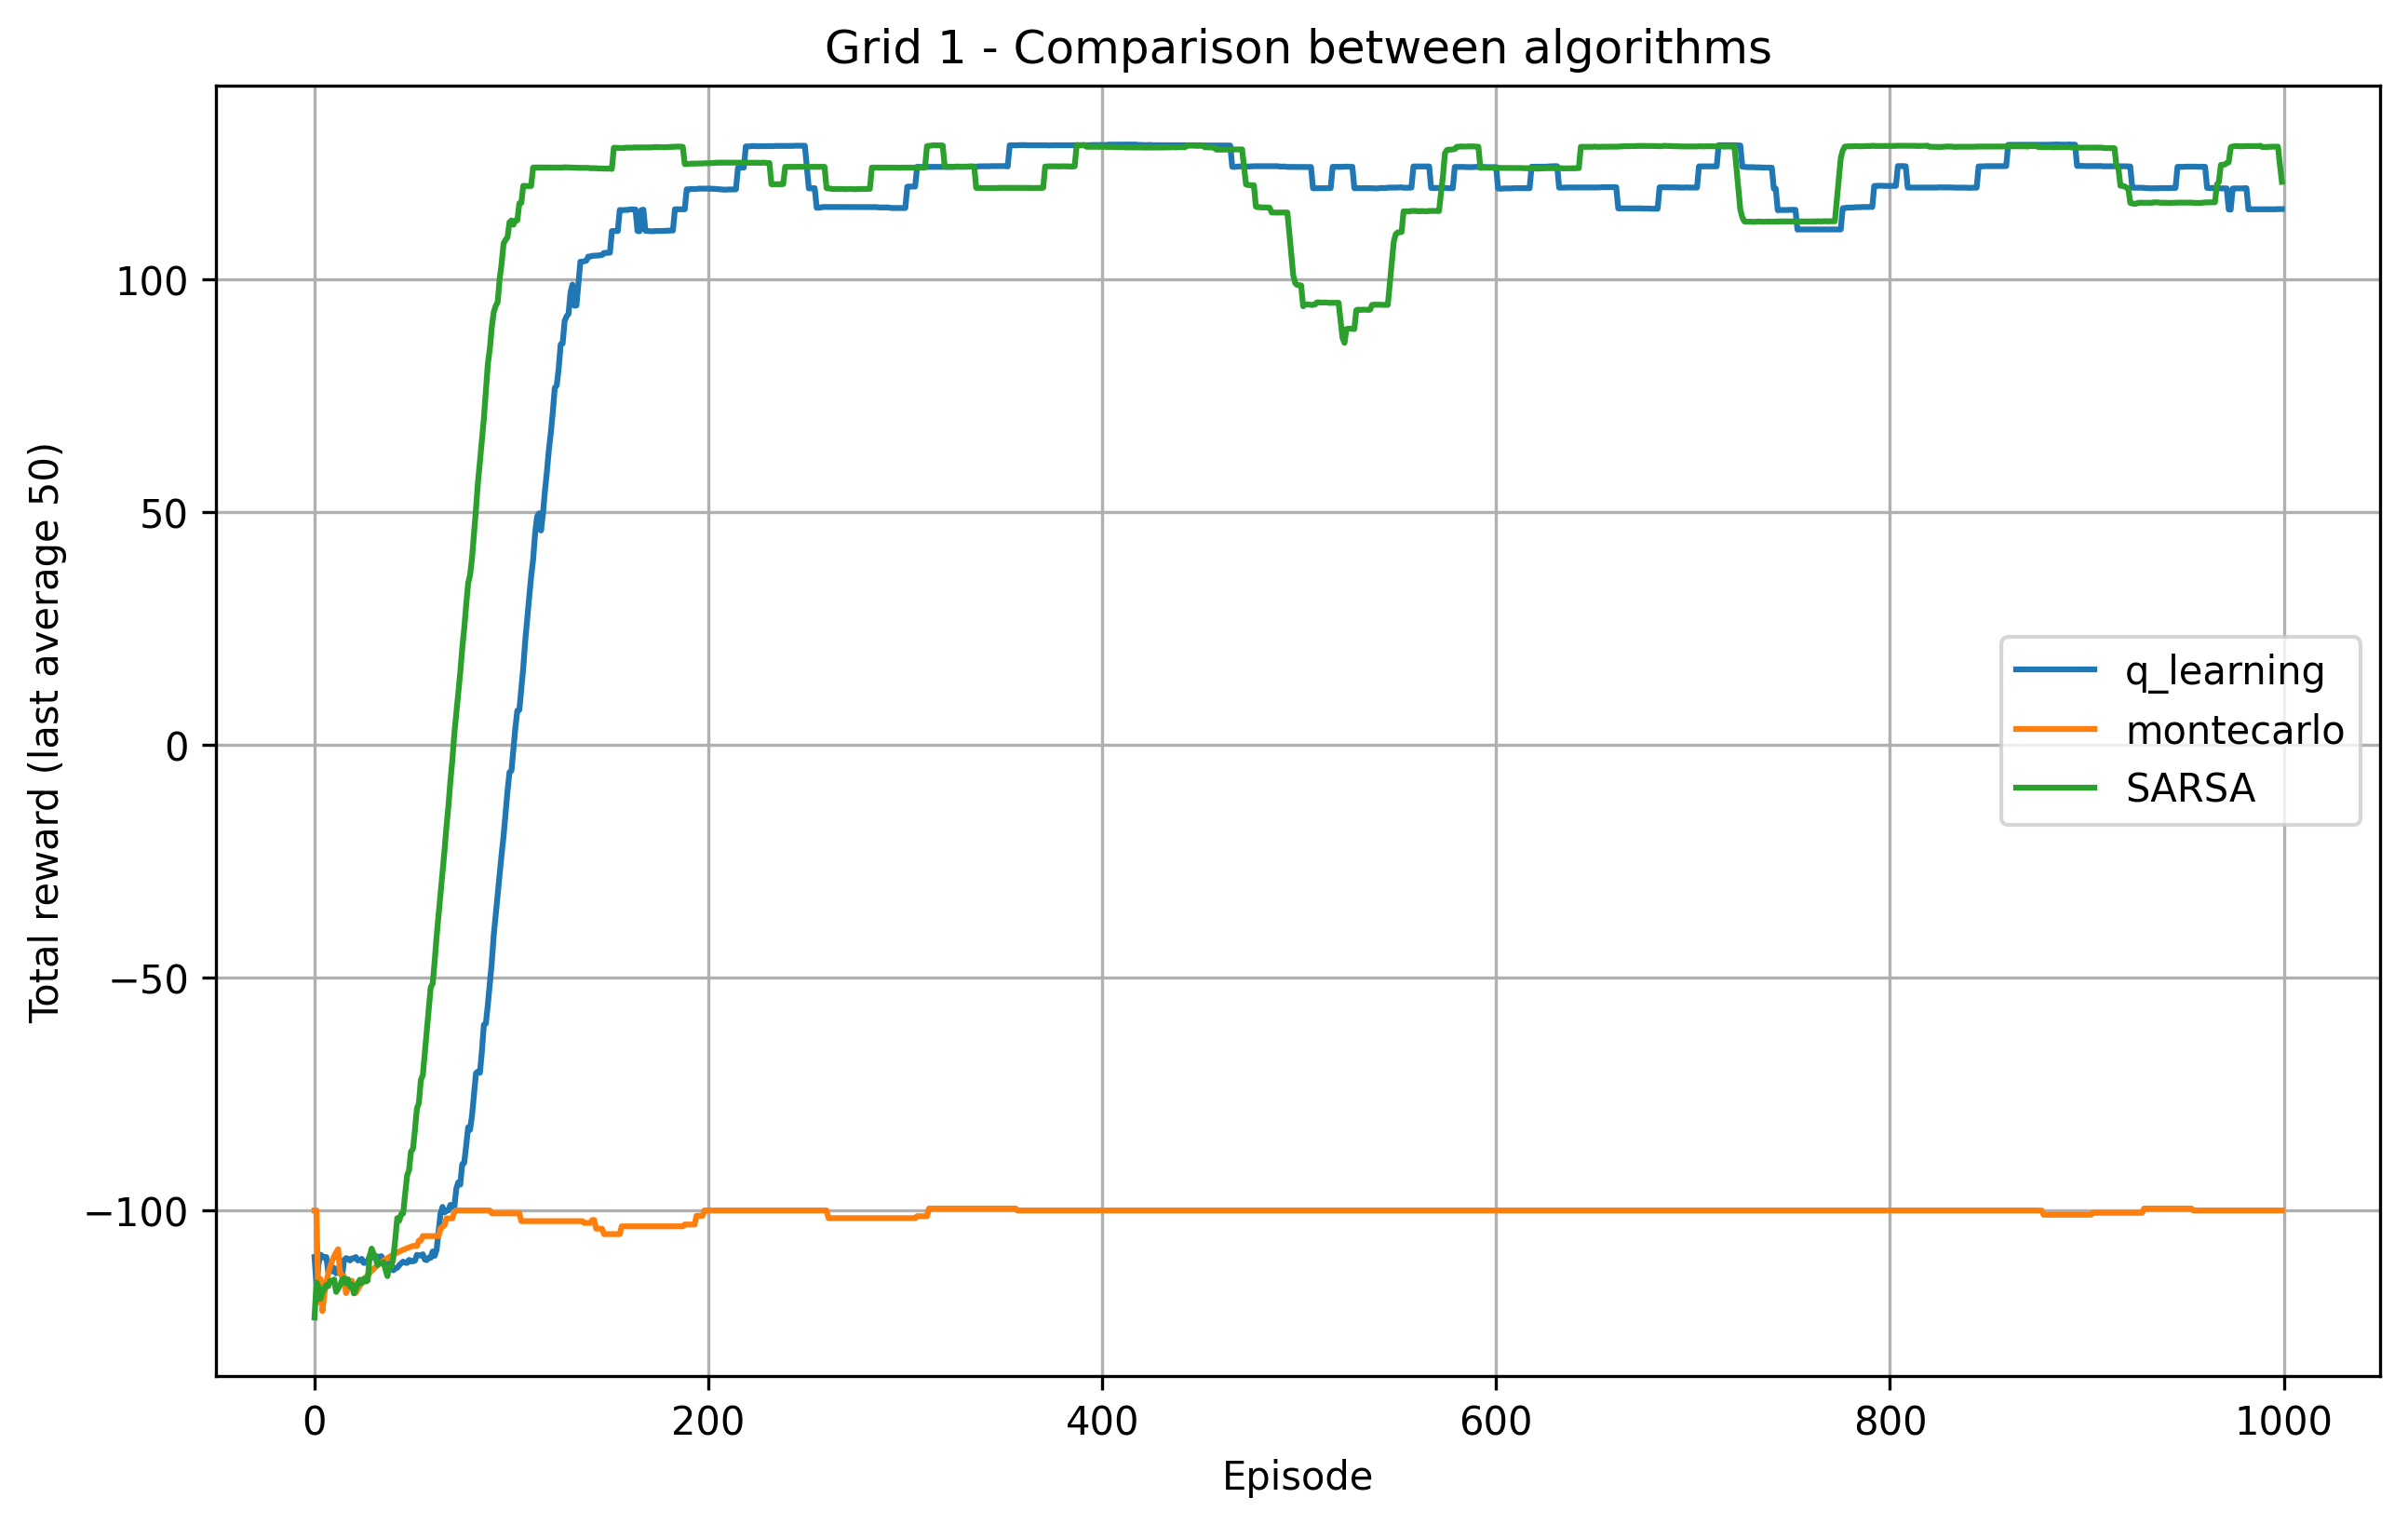 Grid 1 - Comparison between algorithms
Total reward (last average 50)
100
50
0
−50
−100
q_learning
montecarlo
SARSA
0
200
400
600
800
1000
Episode